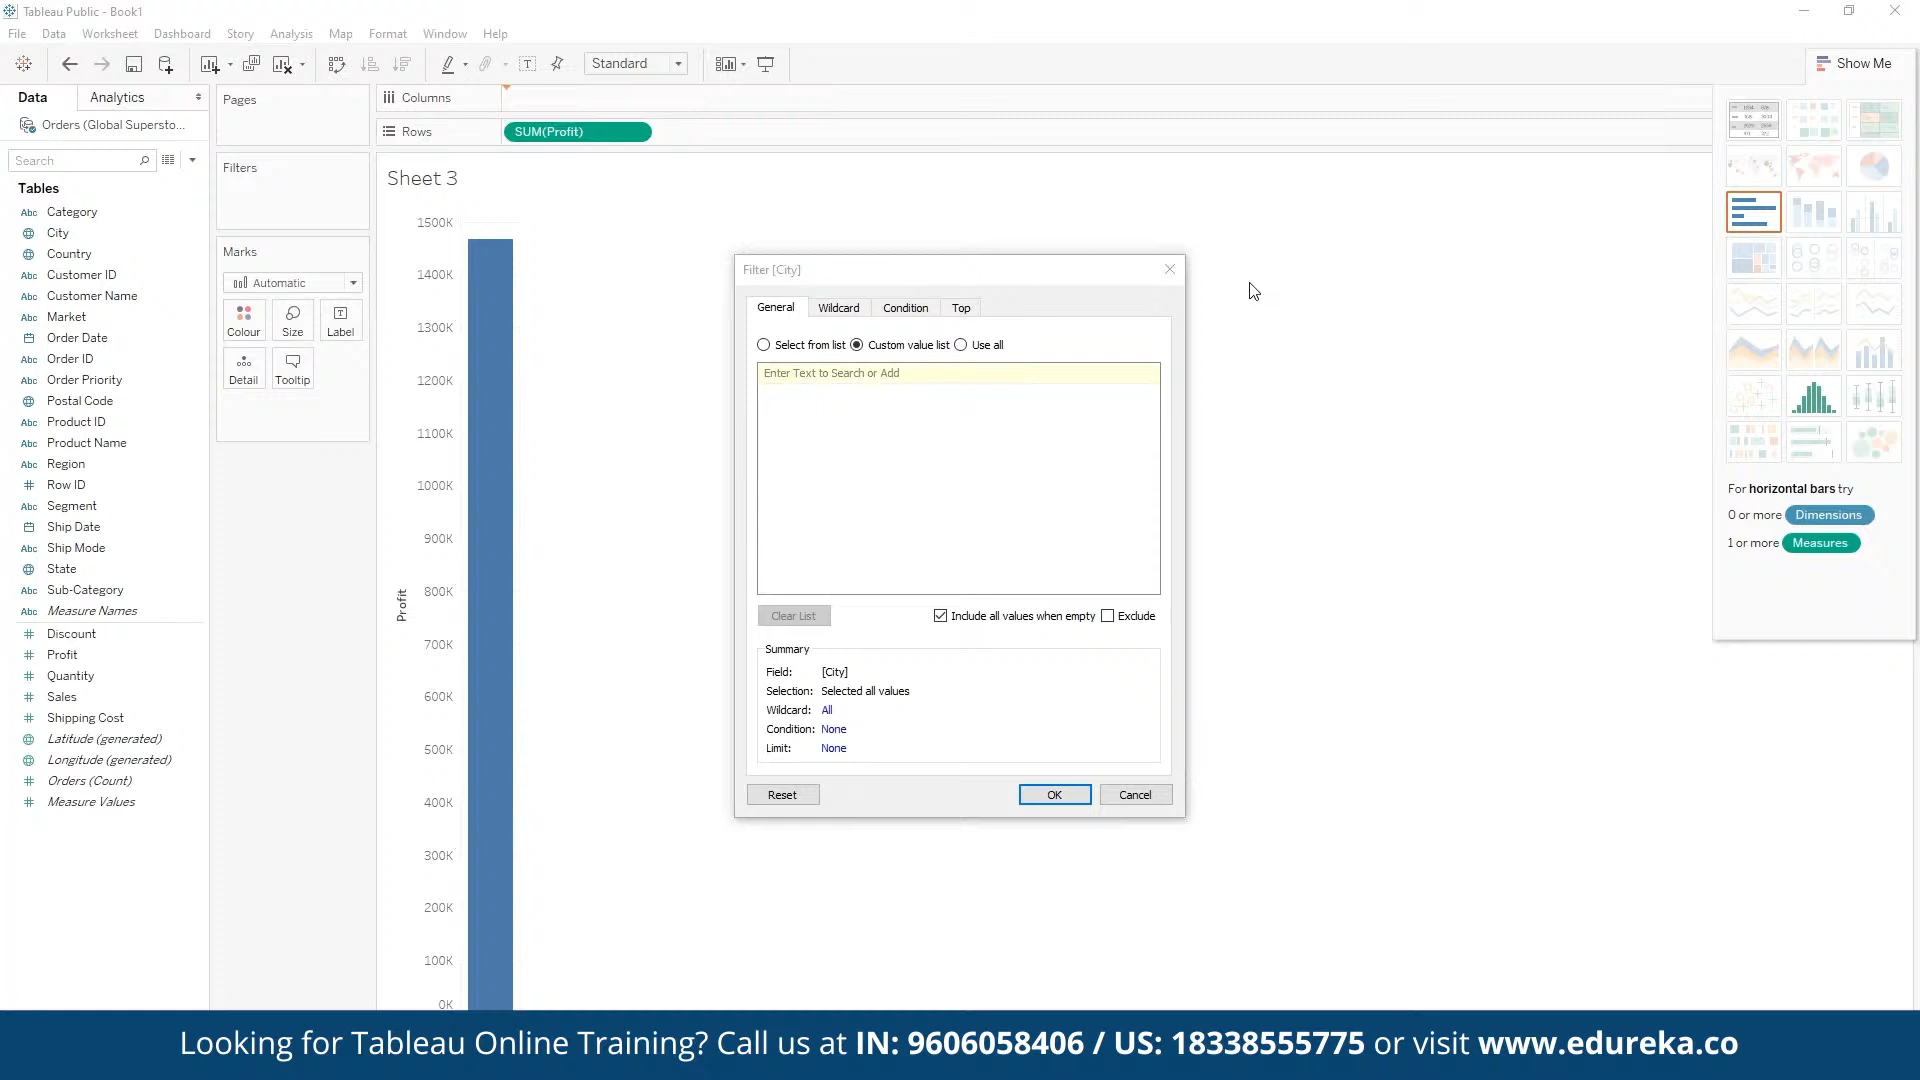 Tableau Public - Book1
File Data Worksheet Dashboard Story Analysis Map Format Window Help
Standard
Show Me
Data Analytics
Orders (Global Supersto...
Search
Tables
Category
City
Country
Customer ID
Customer Name
Market
Order Date
Order ID
Order Priority
Postal Code
Product ID
Product Name
Region
Row ID
Segment
Ship Date
Ship Mode
State
Sub-Category
Measure Names
Discount
Profit
Quantity
Sales
Shipping Cost
Latitude (generated)
Longitude (generated)
Orders (Count)
Measure Values
Pages
Filters
Marks
Automatic
Colour Size Label
Detail Tooltip
Columns
Rows SUM(Profit)
Sheet 3
1500K
1400K
1300K
1200K
1100K
1000K
900K
800K
700K
600K
500K
400K
300K
200K
100K
0K
Profit
Filter [City]
General Wildcard Condition Top
Select from list Custom value list Use all
Enter Text to Search or Add
Clear List Include all values when empty Exclude
Summary
Field: [City]
Selection: Selected all values
Wildcard: All
Condition: None
Limit: None
Reset OK Cancel
For horizontal bars try
0 or more Dimensions
1 or more Measures
Looking for Tableau Online Training? Call us at IN: 9606058406 / US: 18338555775 or visit www.edureka.co